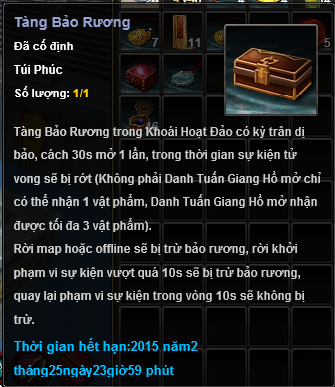 Tàng Bảo Rương
Đã cố định
Túi Phúc
Số lượng: 1/1
7
11
5
Tàng Bảo Rương trong Khoái Hoạt Đảo có kỳ trân dị
bảo, cách 30s mở 1 lần, trong thời gian sự kiện tử
vong sẽ bị rớt (Không phải Danh Tuấn Giang Hồ mở chỉ
có thể nhận 1 vật phẩm, Danh Tuấn Giang Hồ mở nhận
được tối đa 3 vật phẩm).
Rời map hoặc offline sẽ bị trừ bảo rương, rời khởi
phạm vi sự kiện vượt quá 10s sẽ bị trừ bảo rương,
quay lại phạm vi sự kiện trong vòng 10s sẽ không bị
trừ.
Thời gian hết hạn:2015 năm2
tháng25ngày23giờ59 phút